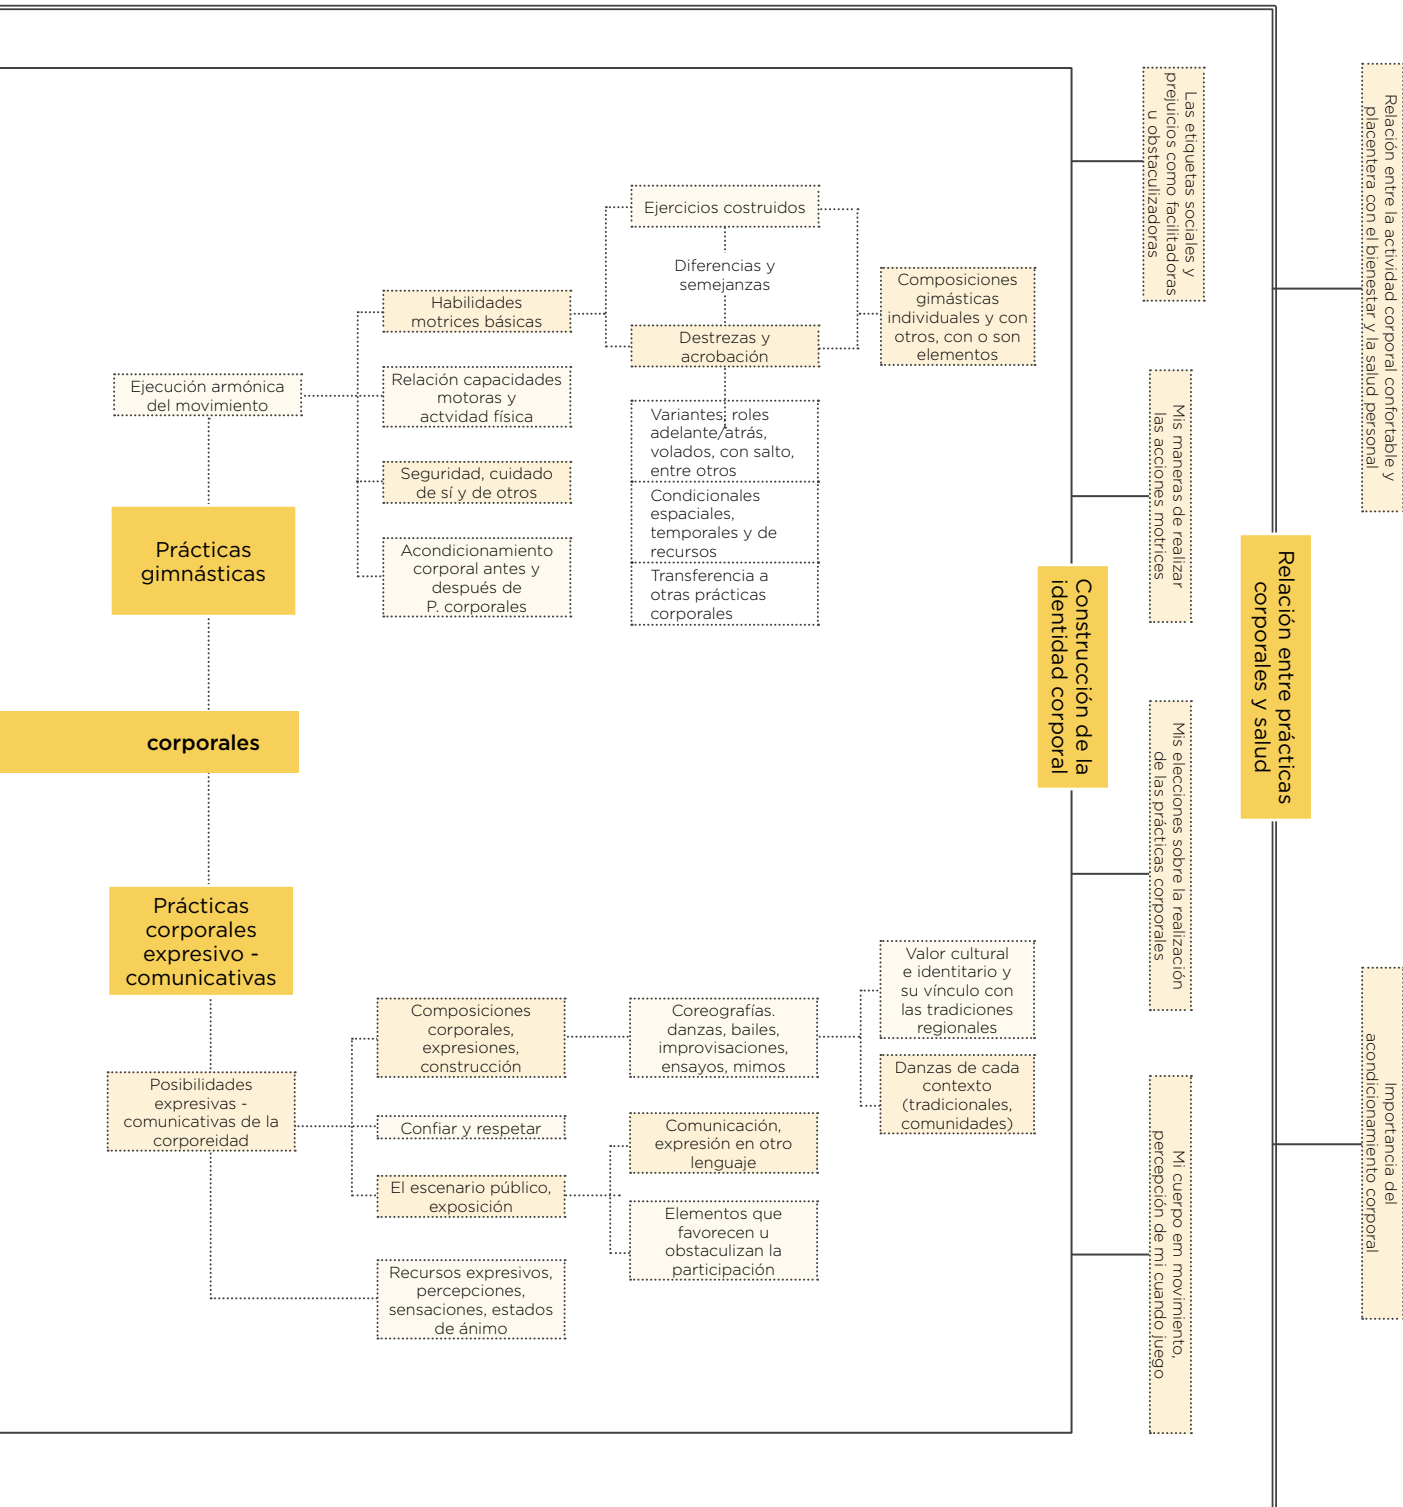 Ejercicios costruidos
Diferencias y
semejanzas
Habilidades
motrices básicas
Destrezas y
acrobación
Composiciones
gimásticas
individuales y con
otros, con o son
elementos
Ejecución armónica
del movimiento
Relación capacidades
motoras y
actvidad física
Variantes, roles
adelante/atrás,
volados, con salto,
entre otros
Seguridad, cuidado
de sí y de otros
Condicionales
espaciales,
temporales y de
recursos
Prácticas
gimnásticas
Acondicionamiento
corporal antes y
después de
P. corporales
Transferencia a
otras prácticas
corporales
corporales
Prácticas
corporales
expresivo -
comunicativas
Posibilidades
expresivas -
comunicativas de la
corporeidad
Composiciones
corporales,
expresiones,
construcción
Coreografías.
danzas, bailes,
improvisaciones,
ensayos, mimos
Valor cultural
e identitario y
su vínculo con
las tradiciones
regionales
Danzas de cada
contexto
(tradicionales,
comunidades)
Confiar y respetar
Comunicación,
expresión en otro
lenguaje
El escenario público,
exposición
Elementos que
favorecen u
obstaculizan la
participación
Recursos expresivos,
percepciones,
sensaciones, estados
de ánimo
Construcción de la
identidad corporal
Las etiquetas sociales y
prejuicios como facilitadoras
u obstaculizadoras
Mis maneras de realizar
las acciones motrices
Mis elecciones sobre la realización
de las prácticas corporales
Mi cuerpo em movimiento,
percepción de mi cuando juego
Relación entre prácticas
corporales y salud
Relación entre la actividad corporal confortable y
placentera con el bienestar y la salud personal
Importancia del
acondicionamiento corporal